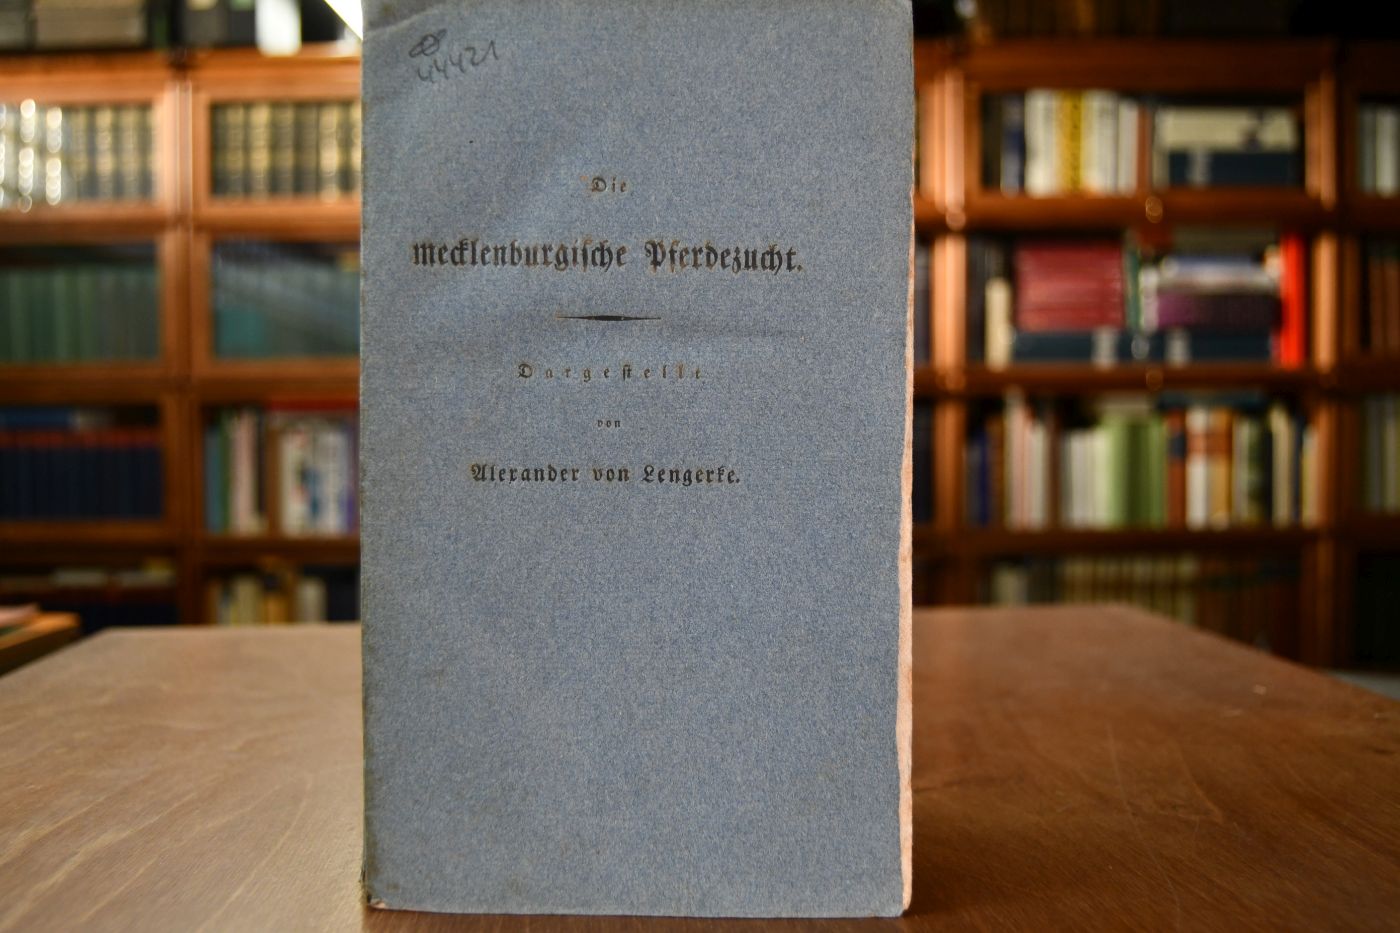 44421
Die
mecklenburgische Pferdezucht.
Dargestellt
von
Alexander von Lengerke.